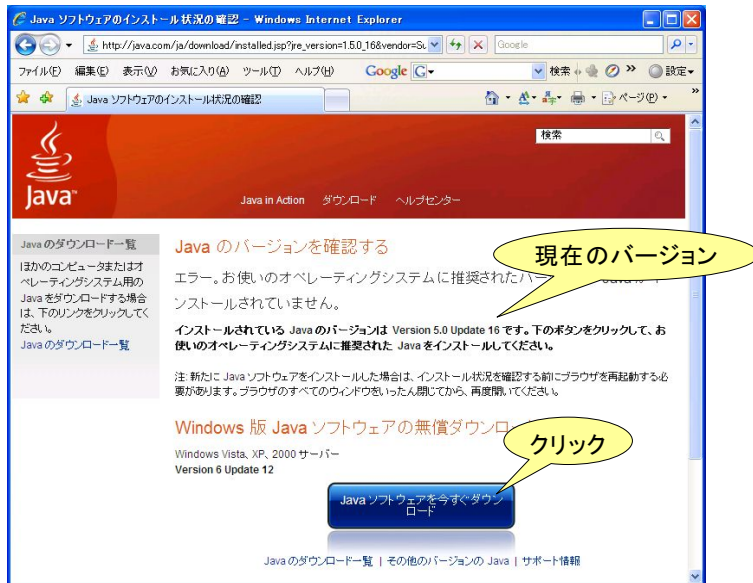 Java ソフトウェアのインストール状況の確認 - Windows Internet Explorer
http://java.com/ja/download/installed.jsp?jre_version=1.5.0_16&vendor=Su
Google
ファイル(F) 編集(E) 表示(V) お気に入り(A) ツール(T) ヘルプ(H) Google G 検索 » 設定
Java ソフトウェアのインストール状況の確認 ページ(P) »
検索
Java™
Java in Action ダウンロード ヘルプセンター
Java のダウンロード一覧
ほかのコンピュータまたはオ
ペレーティングシステム用の
Java をダウンロードする場合
は、下のリンクをクリックしてく
ださい。
Java のダウンロード一覧
Java のバージョンを確認する
現在のバージョン
エラー。お使いのオペレーティングシステムに推奨された
ンストールされていません。
インストールされている Java のバージョンは Version 5.0 Update 16 です。下のボタンをクリックして、お
使いのオペレーティングシステムに推奨された Java をインストールしてください。
注: 新たに Java ソフトウェアをインストールした場合は、インストール状況を確認する前にブラウザを再起動する必
要があります。ブラウザのすべてのウィンドウをいったん閉じてから、再度開いてください。
Windows 版 Java ソフトウェアの無償ダウンロ
クリック
Windows Vista、XP、2000 サーバー
Version 6 Update 12
Java ソフトウェアを今すぐダウン
ロード
Java のダウンロード一覧 | その他のバージョンの Java | サポート情報